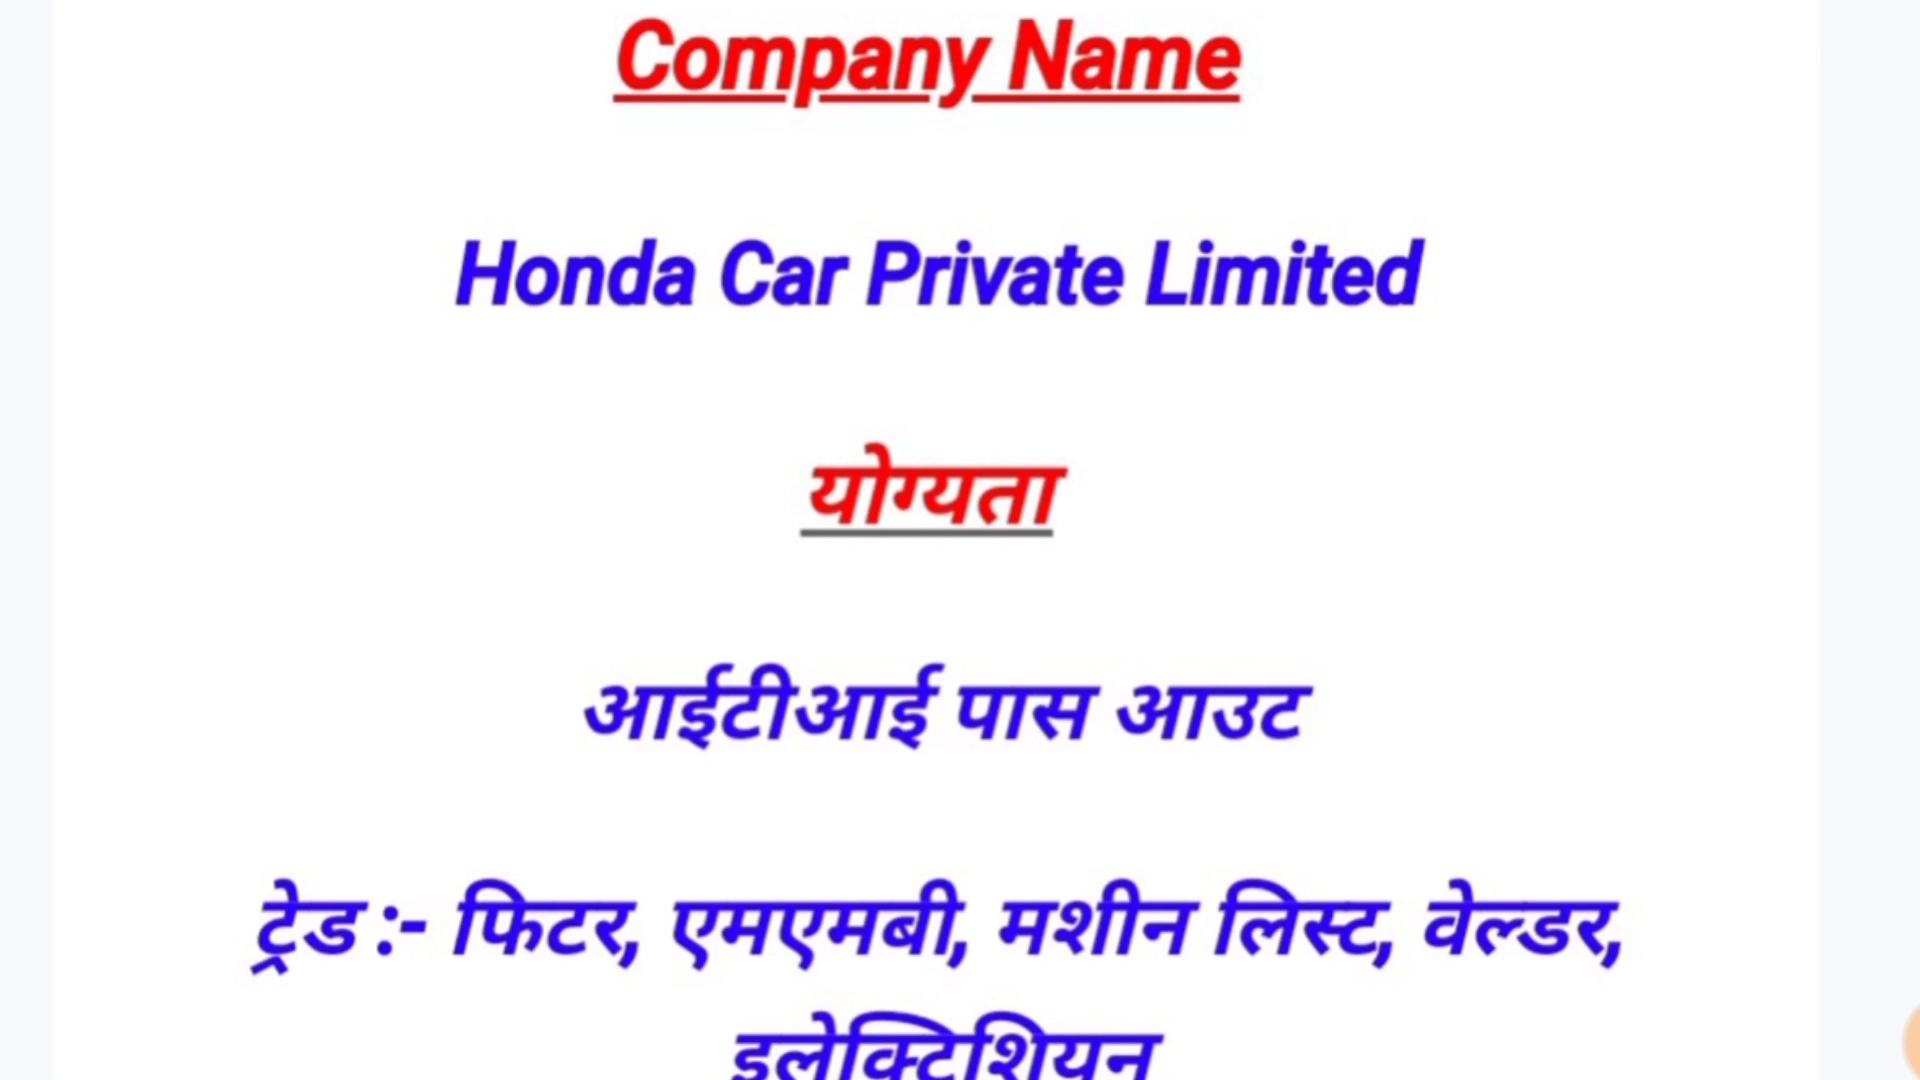 Company Name
Honda Car Private Limited
योग्यता
आईटीआई पास आउट
ट्रेड :- फिटर, एमएमबी, मशीन लिस्ट, वेल्डर,
इलेक्टिशियन